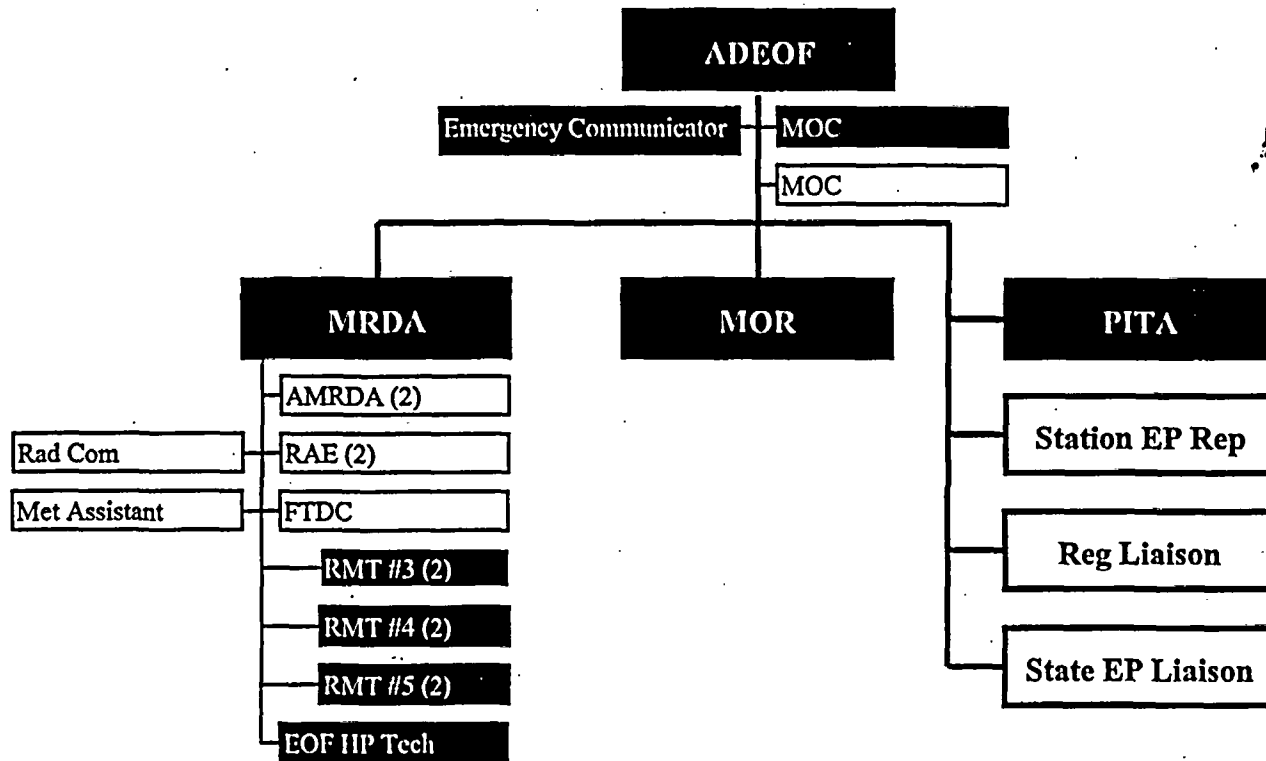 ADEOF
Emergency Communicator
MOC
MOC
MRDA
MOR
PITA
AMRDA (2)
Station EP Rep
Rad Com
RAE (2)
Met Assistant
FTDC
Reg Liaison
RMT #3 (2)
RMT #4 (2)
State EP Liaison
RMT #5 (2)
EOF HP Tech